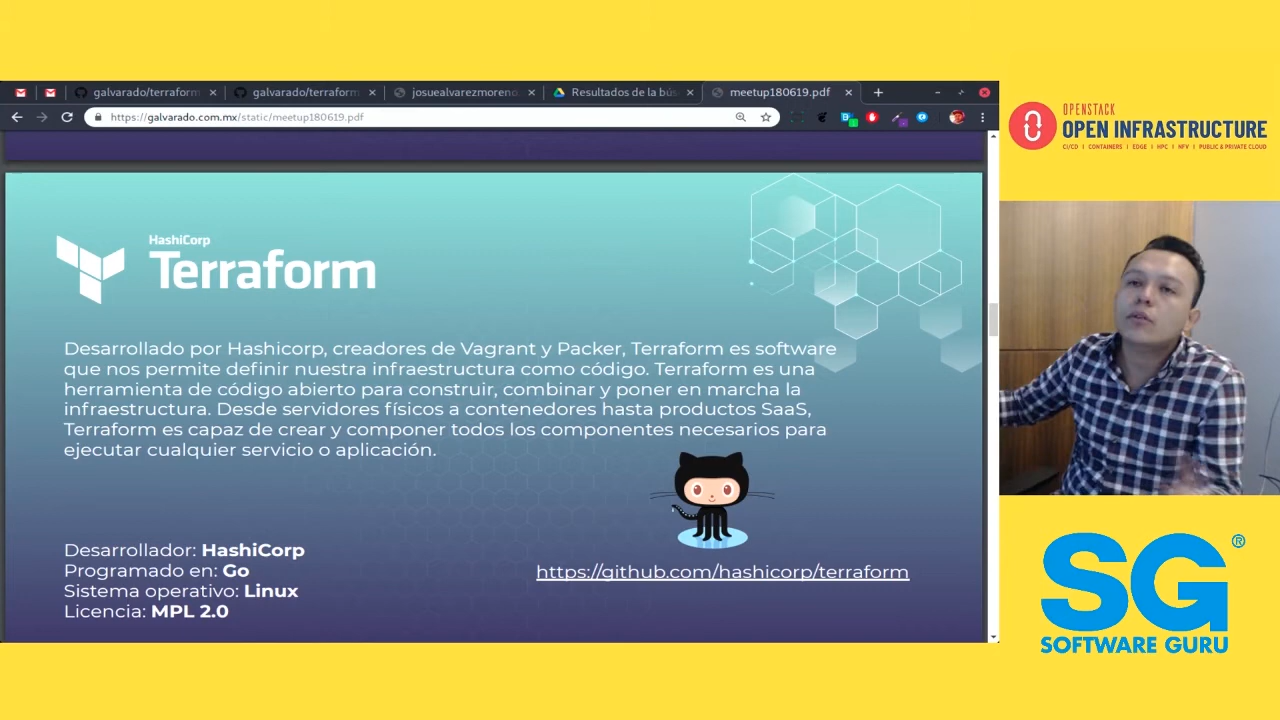 galvarado/terraform
galvarado/terraform
josuealvarezmoreno
Resultados de la bús
meetup180619.pdf
https://galvarado.com.mx/static/meetup180619.pdf
HashiCorp
Terraform
Desarrollado por Hashicorp, creadores de Vagrant y Packer, Terraform es software
que nos permite definir nuestra infraestructura como código. Terraform es una
herramienta de código abierto para construir, combinar y poner en marcha la
infraestructura. Desde servidores físicos a contenedores hasta productos SaaS,
Terraform es capaz de crear y componer todos los componentes necesarios para
ejecutar cualquier servicio o aplicación.
Desarrollador: HashiCorp
Programado en: Go
Sistema operativo: Linux
Licencia: MPL 2.0
https://github.com/hashicorp/terraform
OPENSTACK
OPEN INFRASTRUCTURE
CI/CD | CONTAINERS | EDGE | HPC | NFV | PUBLIC & PRIVATE CLOUD
SG®
SOFTWARE GURU